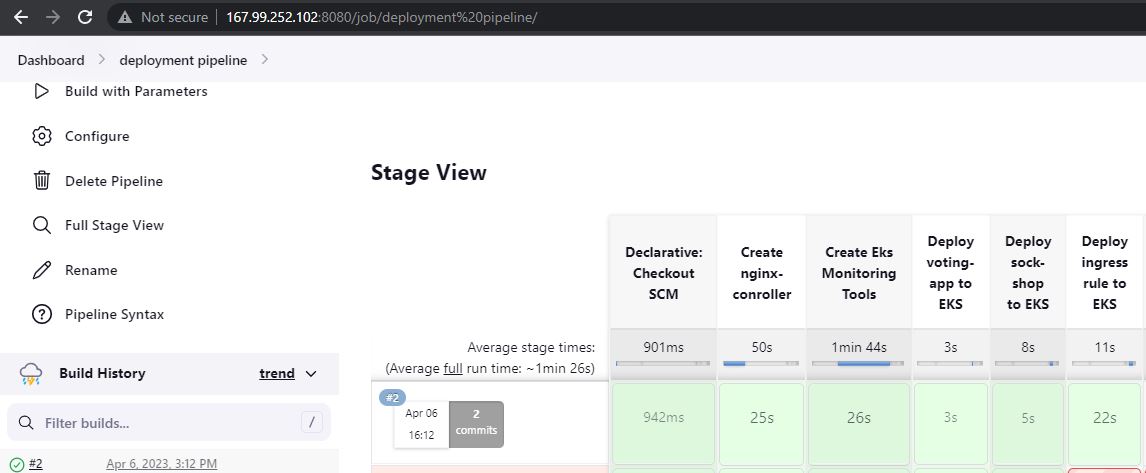 Not secure
167.99.252.102:8080/job/deployment%20pipeline/
Dashboard
deployment pipeline
Build with Parameters
Configure
Delete Pipeline
Full Stage View
Rename
Pipeline Syntax
Build History
trend
Filter builds...
/
#2
Apr 6, 2023, 3:12 PM
Stage View
Declarative:
Checkout
SCM
Create
nginx-
conroller
Create Eks
Monitoring
Tools
Deploy
voting-
app to
EKS
Deploy
sock-
shop
to EKS
Deploy
ingress
rule to
EKS
Average stage times:
(Average full run time: ~1min 26s)
901ms
50s
1min 44s
3s
8s
11s
#2
Apr 06
16:12
2
commits
942ms
25s
26s
3s
5s
22s